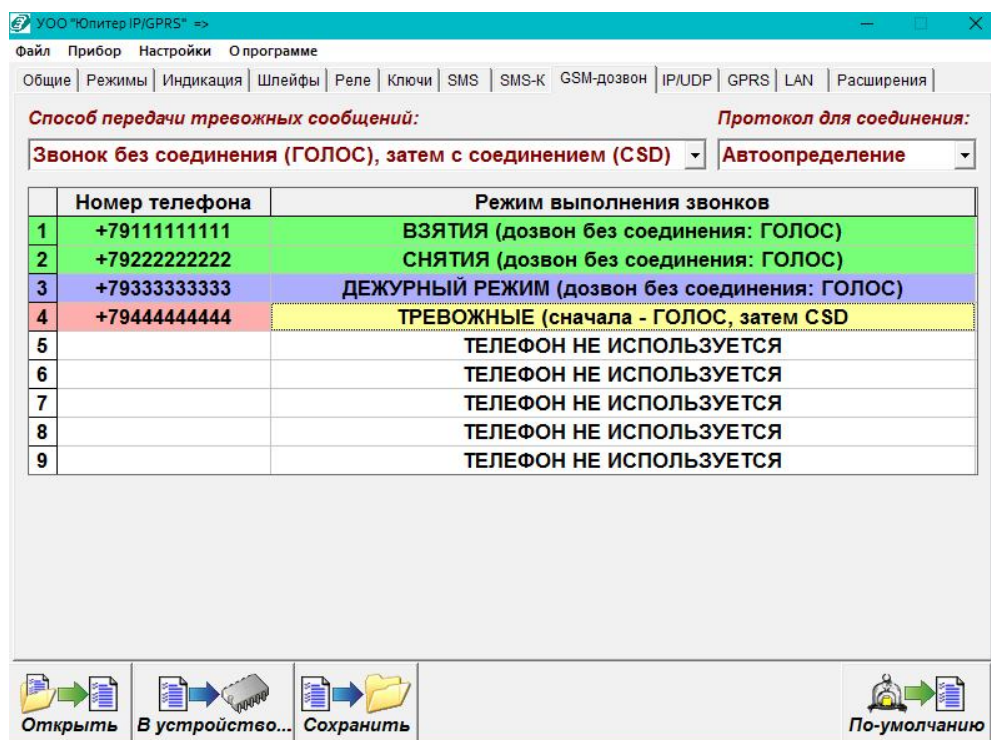 УОО "Юпитер IP/GPRS" =>
Файл Прибор Настройки О программе
Общие Режимы Индикация Шлейфы Реле Ключи SMS SMS-K GSM-дозвон IP/UDP GPRS LAN Расширения
Способ передачи тревожных сообщений: Протокол для соединения:
Звонок без соединения (ГОЛОС), затем с соединением (CSD) Автоопределение
Номер телефона Режим выполнения звонков
1 +79111111111 ВЗЯТИЯ (дозвон без соединения: ГОЛОС)
2 +79222222222 СНЯТИЯ (дозвон без соединения: ГОЛОС)
3 +79333333333 ДЕЖУРНЫЙ РЕЖИМ (дозвон без соединения: ГОЛОС)
4 +79444444444 ТРЕВОЖНЫЕ (сначала - ГОЛОС, затем CSD
5 ТЕЛЕФОН НЕ ИСПОЛЬЗУЕТСЯ
6 ТЕЛЕФОН НЕ ИСПОЛЬЗУЕТСЯ
7 ТЕЛЕФОН НЕ ИСПОЛЬЗУЕТСЯ
8 ТЕЛЕФОН НЕ ИСПОЛЬЗУЕТСЯ
9 ТЕЛЕФОН НЕ ИСПОЛЬЗУЕТСЯ
Открыть В устройство... Сохранить По-умолчанию